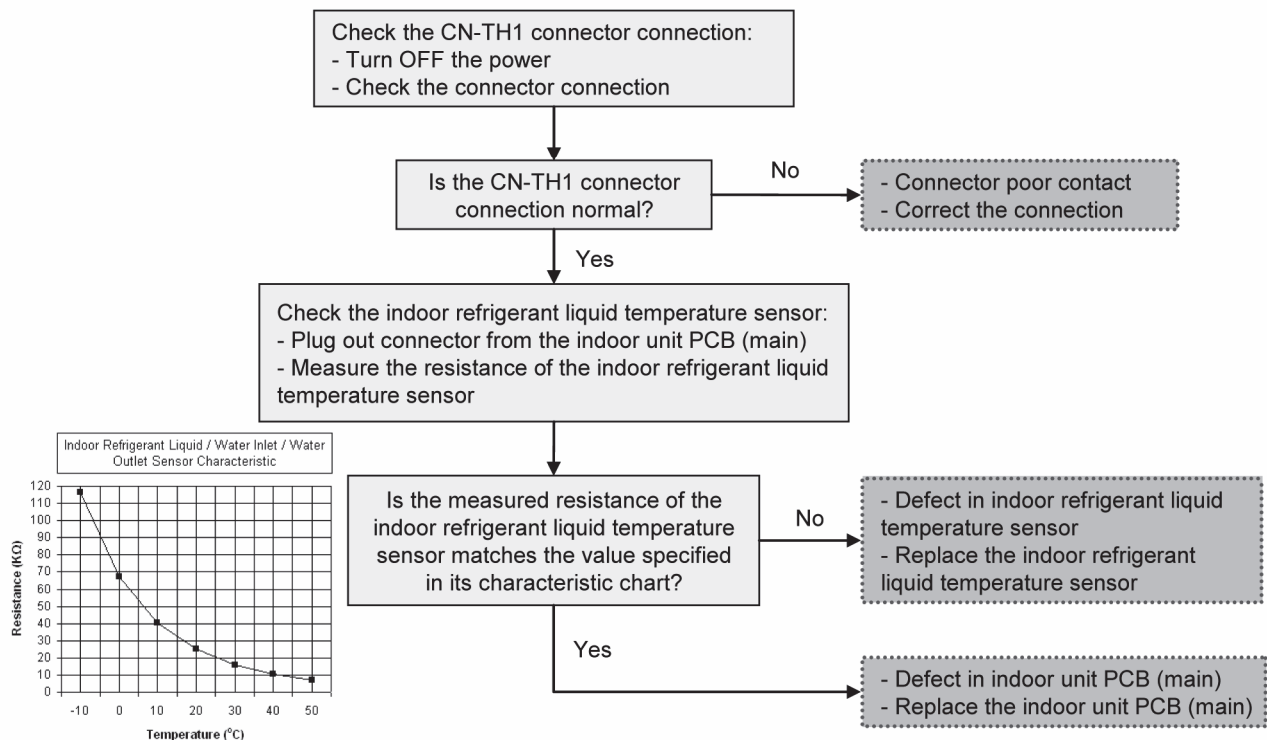 Check the CN-TH1 connector connection:
- Turn OFF the power
- Check the connector connection
Is the CN-TH1 connector
connection normal?
No
- Connector poor contact
- Correct the connection
Yes
Check the indoor refrigerant liquid temperature sensor:
- Plug out connector from the indoor unit PCB (main)
- Measure the resistance of the indoor refrigerant liquid
temperature sensor
Indoor Refrigerant Liquid / Water Inlet / Water
Outlet Sensor Characteristic
120
110
100
90
80
70
60
50
40
30
20
10
0
Resistance (KΩ)
-10 0 10 20 30 40 50
Temperature (°C)
Is the measured resistance of the
indoor refrigerant liquid temperature
sensor matches the value specified
in its characteristic chart?
No
- Defect in indoor refrigerant liquid
temperature sensor
- Replace the indoor refrigerant
liquid temperature sensor
Yes
- Defect in indoor unit PCB (main)
- Replace the indoor unit PCB (main)